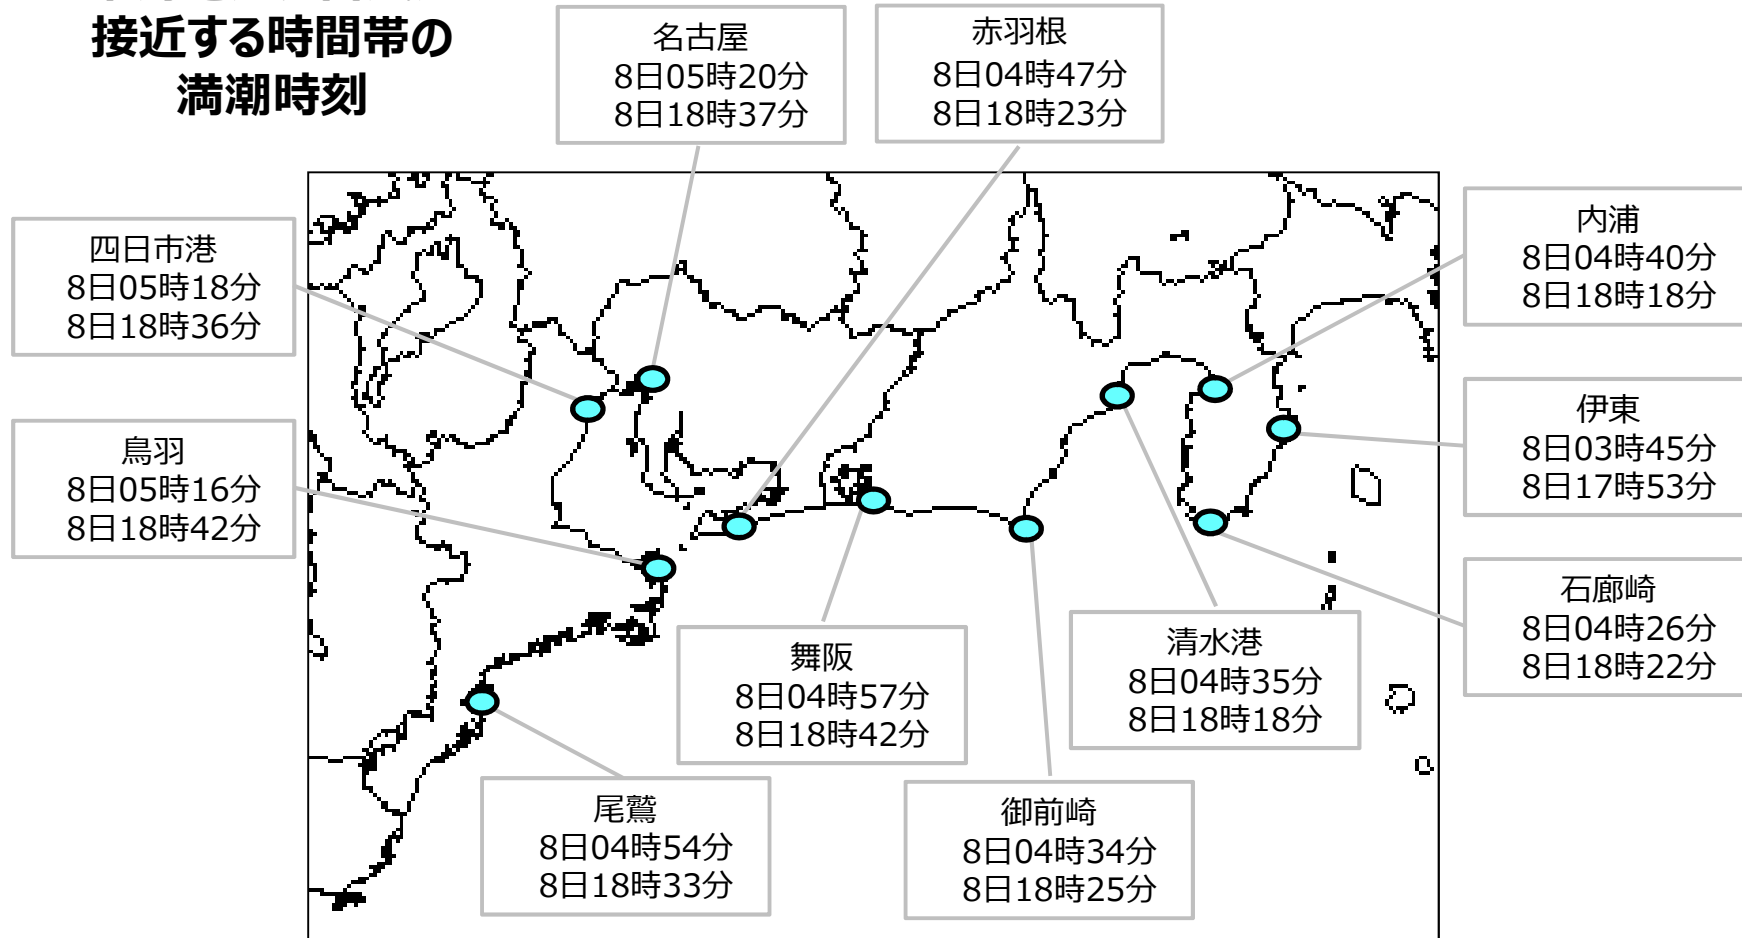 接近する時間帯の
満潮時刻
名古屋
8日05時20分
8日18時37分
赤羽根
8日04時47分
8日18時23分
四日市港
8日05時18分
8日18時36分
内浦
8日04時40分
8日18時18分
鳥羽
8日05時16分
8日18時42分
伊東
8日03時45分
8日17時53分
石廊崎
8日04時26分
8日18時22分
舞阪
8日04時57分
8日18時42分
清水港
8日04時35分
8日18時18分
尾鷲
8日04時54分
8日18時33分
御前崎
8日04時34分
8日18時25分